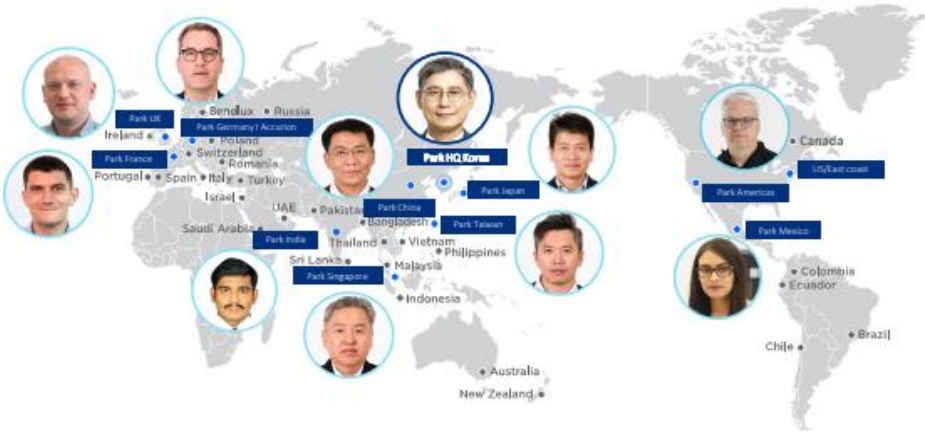 Benelux
Russia
Park UK
Ireland
Park Germany I Accurion
Poland
Park France
Switzerland
Romania
Portugal
Spain
Italy
Turkey
Israel
UAE
Pakistan
Saudi Arabia
Park India
Park HQ Korea
Park China
Bangladesh
Park Japan
Park Taiwan
Thailand
Vietnam
Philippines
Sri Lanka
Malaysia
Park Singapore
Indonesia
Australia
New Zealand
Canada
US/East coast
Park Americas
Park Mexico
Colombia
Ecuador
Brazil
Chile